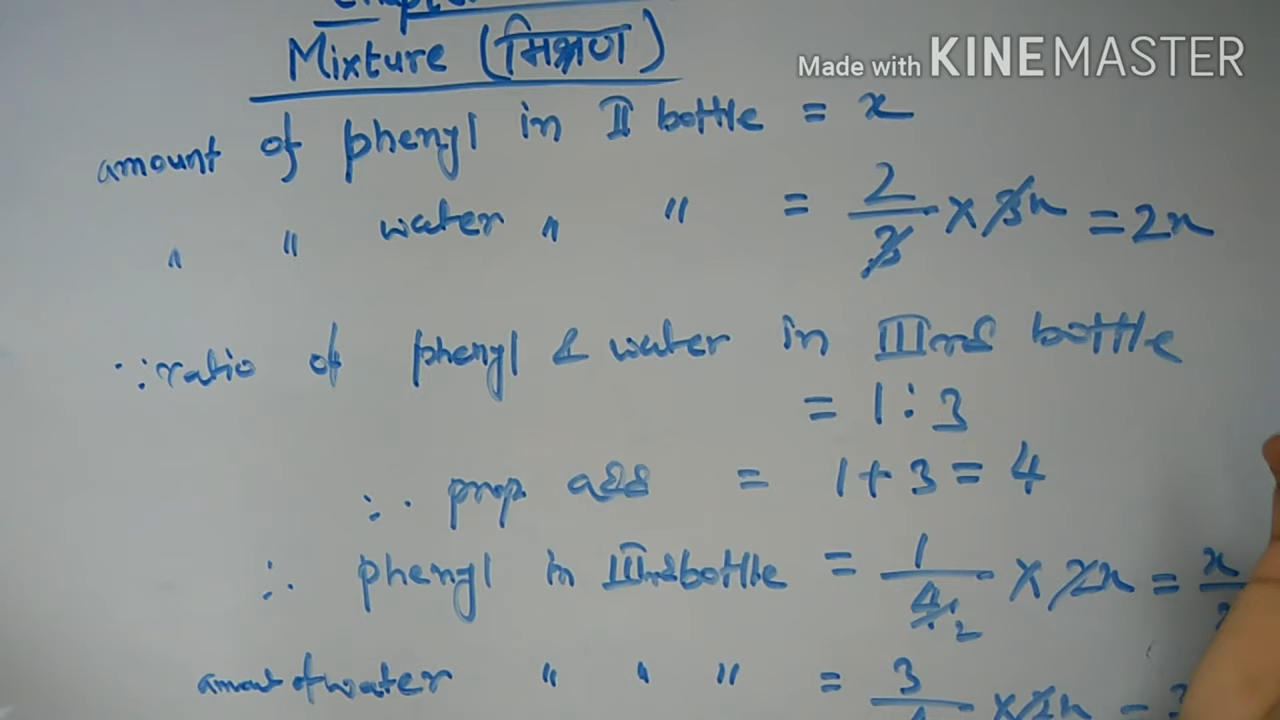 Chapter
Mixture (मिश्रण)
Made with KINEMASTER
amount of phenyl in II bottle = x
" " water " " = 2/3 × 3x = 2x
∵ ratio of phenyl & water in IIIrd bottle
= 1 : 3
∴ prop add = 1 + 3 = 4
∴ phenyl in IIIrd bottle = 1/4 2 × 2x = x
amount of water " " " = 3 × 2x =